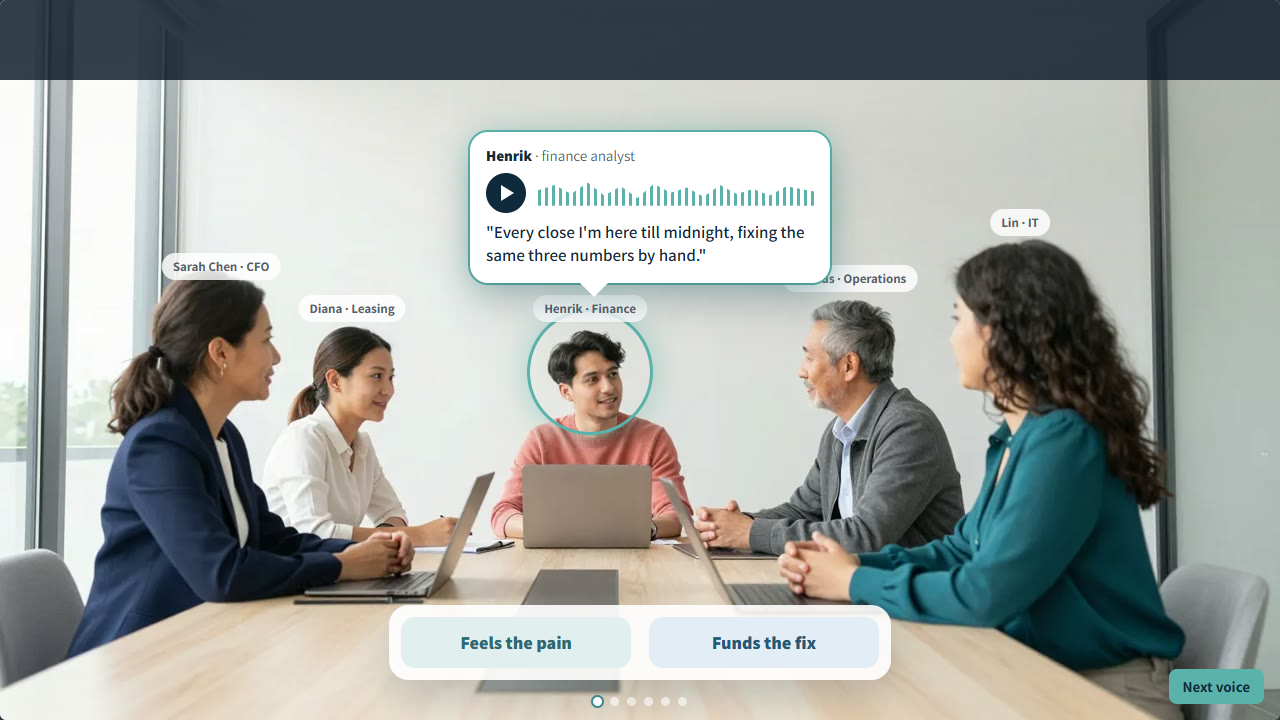 Henrik · finance analyst
"Every close I'm here till midnight, fixing the
same three numbers by hand."
Lin · IT
Sarah Chen · CFO
· Operations
Diana · Leasing
Henrik · Finance
Feels the pain
Funds the fix
Next voice